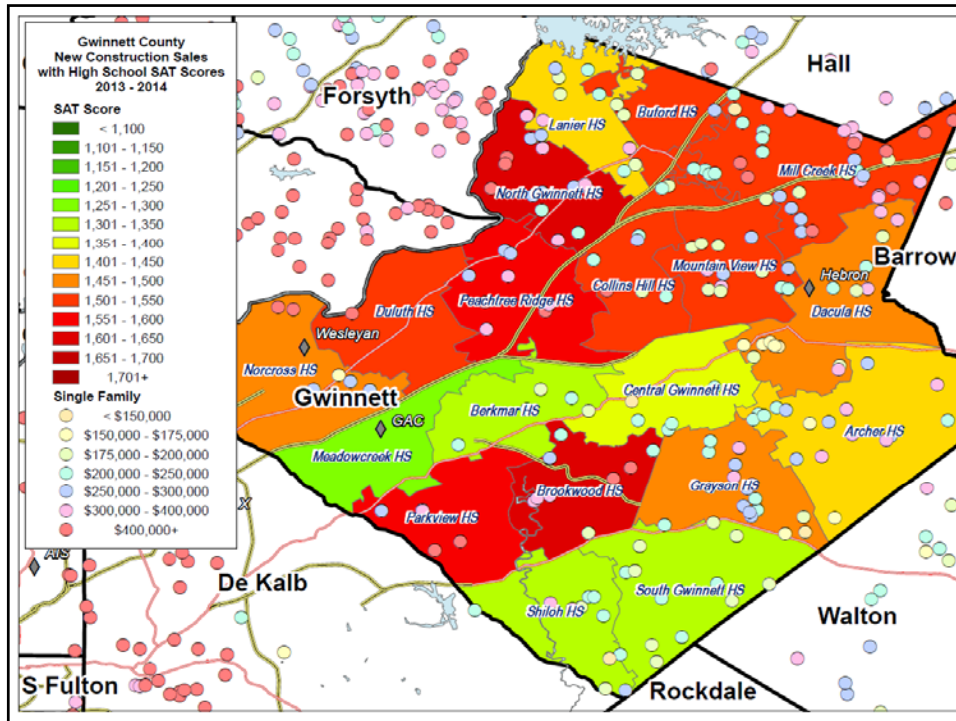 Gwinnett County
New Construction Sales
with High School SAT Scores
2013 - 2014
SAT Score
< 1,100
1,101 - 1,150
1,151 - 1,200
1,201 - 1,250
1,251 - 1,300
1,301 - 1,350
1,351 - 1,400
1,401 - 1,450
1,451 - 1,500
1,501 - 1,550
1,551 - 1,600
1,601 - 1,650
1,651 - 1,700
1,701+
Single Family
< $150,000
$150,000 - $175,000
$175,000 - $200,000
$200,000 - $250,000
$250,000 - $300,000
$300,000 - $400,000
$400,000+
Hall
Forsyth
Lanier HS
Buford HS
Mill Creek HS
North Gwinnett HS
Barrow
Mountain View HS
Hebron
Collins Hill HS
Peachtree Ridge HS
Duluth HS
Dacula HS
Wesleyan
Norcross HS
Gwinnett
Central Gwinnett HS
Berkmar HS
GAC
Archer HS
Meadowcreek HS
Brookwood HS
Grayson HS
X
Parkview HS
AIS
De Kalb
South Gwinnett HS
Shiloh HS
Walton
S Fulton
Rockdale